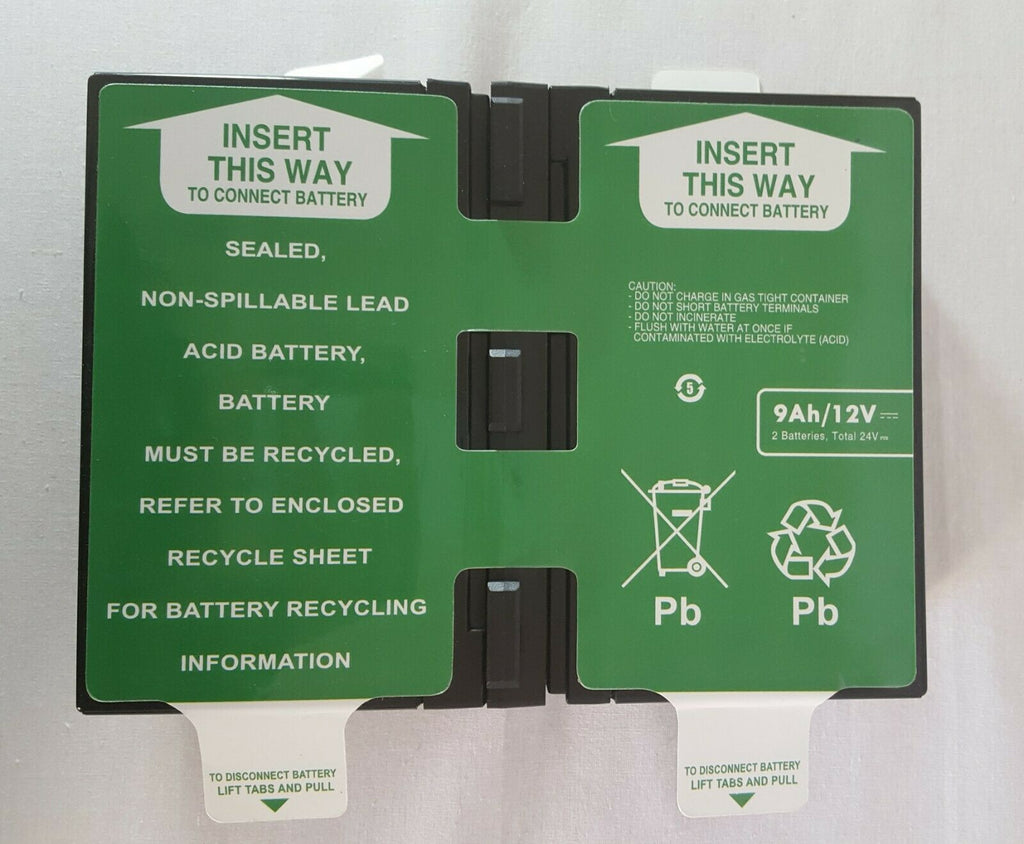 INSERT
THIS WAY
TO CONNECT BATTERY
SEALED,
NON-SPILLABLE LEAD
ACID BATTERY,
BATTERY
MUST BE RECYCLED,
REFER TO ENCLOSED
RECYCLE SHEET
FOR BATTERY RECYCLING
INFORMATION
TO DISCONNECT BATTERY
LIFT TABS AND PULL
INSERT
THIS WAY
TO CONNECT BATTERY
CAUTION:
- DO NOT CHARGE IN GAS TIGHT CONTAINER
- DO NOT SHORT BATTERY TERMINALS
- DO NOT INCINERATE
- FLUSH WITH WATER AT ONCE IF
CONTAMINATED WITH ELECTROLYTE (ACID)
5
9Ah/12V
2 Batteries, Total 24V
Pb
Pb
TO DISCONNECT BATTERY
LIFT TABS AND PULL